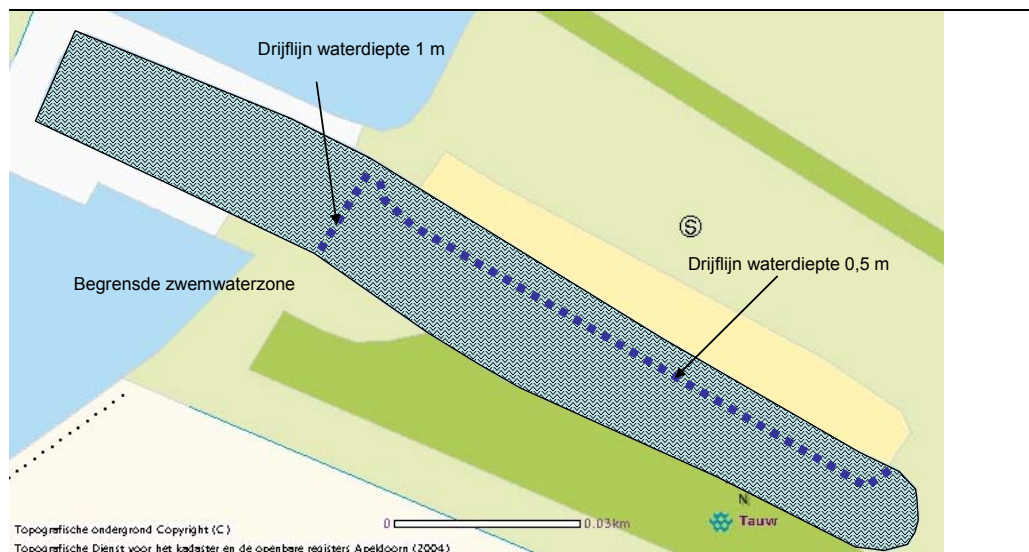 Drijflijn waterdiepte 1 m
S
Drijflijn waterdiepte 0,5 m
Begrensde zwemwaterzone
N
0 0.03km
Tauw
Topografische ondergrond Copyright (C)
Topografische Dienst voor het kadaster en de openbare registers Apeldoorn (2004)